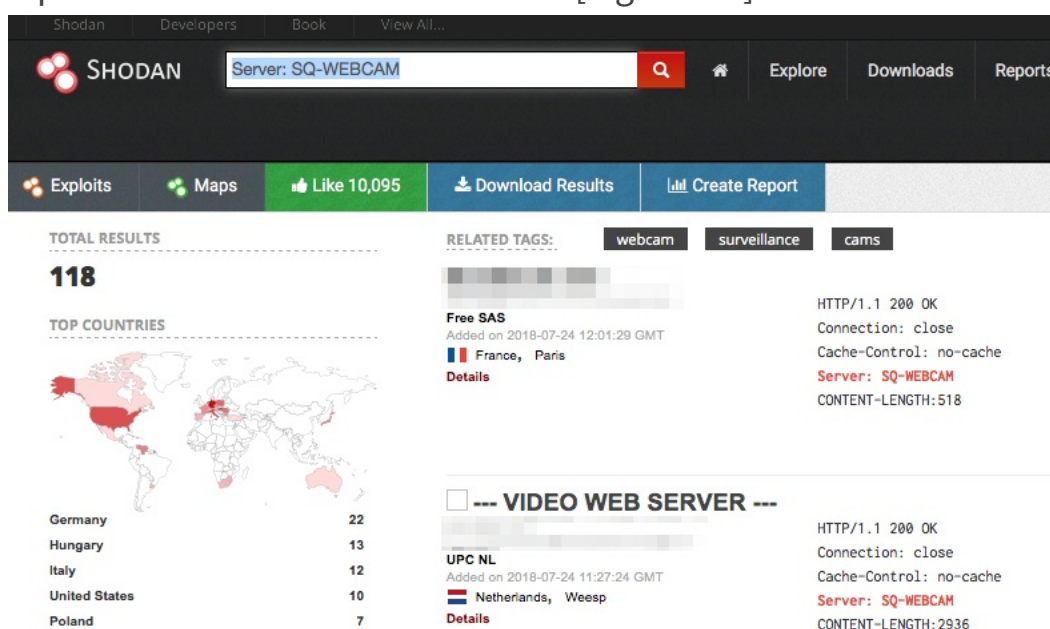 Shodan Developers Book View All...
SHODAN Server: SQ-WEBCAM Explore Downloads Reports
Exploits Maps Like 10,095 Download Results Create Report
TOTAL RESULTS
118
TOP COUNTRIES
Germany 22
Hungary 13
Italy 12
United States 10
Poland 7
RELATED TAGS: webcam surveillance cams
Free SAS
Added on 2018-07-24 12:01:29 GMT
France, Paris
Details
HTTP/1.1 200 OK
Connection: close
Cache-Control: no-cache
Server: SQ-WEBCAM
CONTENT-LENGTH:518
--- VIDEO WEB SERVER ---
UPC NL
Added on 2018-07-24 11:27:24 GMT
Netherlands, Weesp
Details
HTTP/1.1 200 OK
Connection: close
Cache-Control: no-cache
Server: SQ-WEBCAM
CONTENT-LENGTH:2936